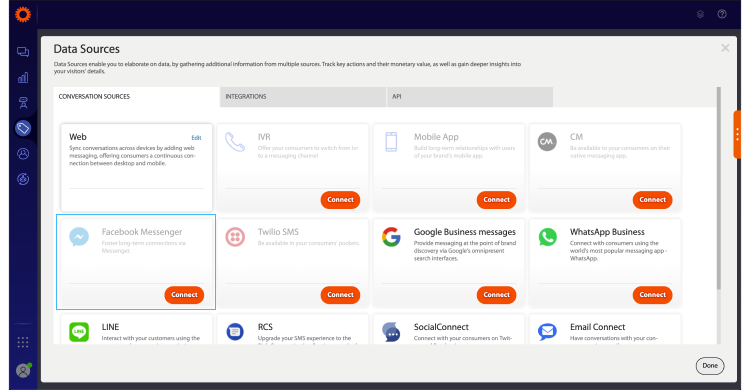 Data Sources
Data Sources enable you to elaborate on data, by gathering additional information from multiple sources. Track key actions and their monetary value, as well as gain deeper insights into
your visitors' details.
CONVERSATION SOURCES
INTEGRATIONS
API
Web
Edit
Sync conversations across devices by adding web
messaging, offering consumers a continuous con-
nection between desktop and mobile.
IVR
Offer your consumers to switch from ivr
to a messaging channel
Connect
Mobile App
Build long-term relationships with users
of your brand's mobile app.
Connect
CM.
CM
Be available to your consumers on their
native messaging app.
Connect
Facebook Messenger
Foster long-term connections via
Messenger.
Connect
Twilio SMS
Be available in your consumers' pockets.
Connect
Google Business messages
Provide messaging at the point of brand
discovery via Google's omnipresent
search interfaces.
Connect
WhatsApp Business
Connect with consumers using the
world's most popular messaging app -
WhatsApp.
Connect
LINE
LINE
Interact with your customers using the
RCS
Upgrade your SMS experience to the
SocialConnect
Connect with your consumers on Twit-
Email Connect
Have conversations with your con-
Done